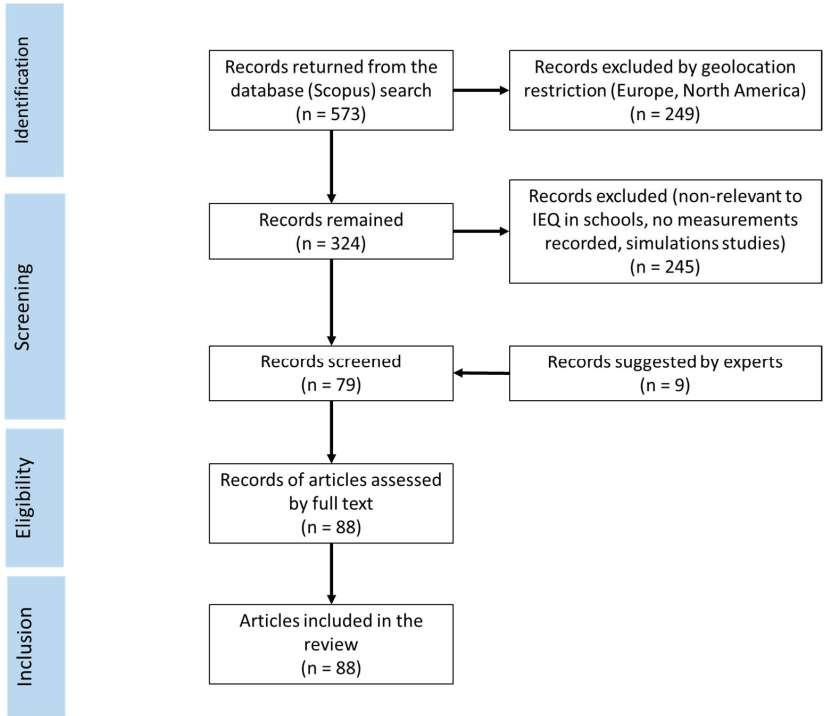 Identification
Records returned from the
database (Scopus) search
(n = 573)
Records excluded by geolocation
restriction (Europe, North America)
(n = 249)
Screening
Records remained
(n = 324)
Records excluded (non-relevant to
IEQ in schools, no measurements
recorded, simulations studies)
(n = 245)
Records screened
(n = 79)
Records suggested by experts
(n = 9)
Eligibility
Records of articles assessed
by full text
(n = 88)
Inclusion
Articles included in the
review
(n = 88)